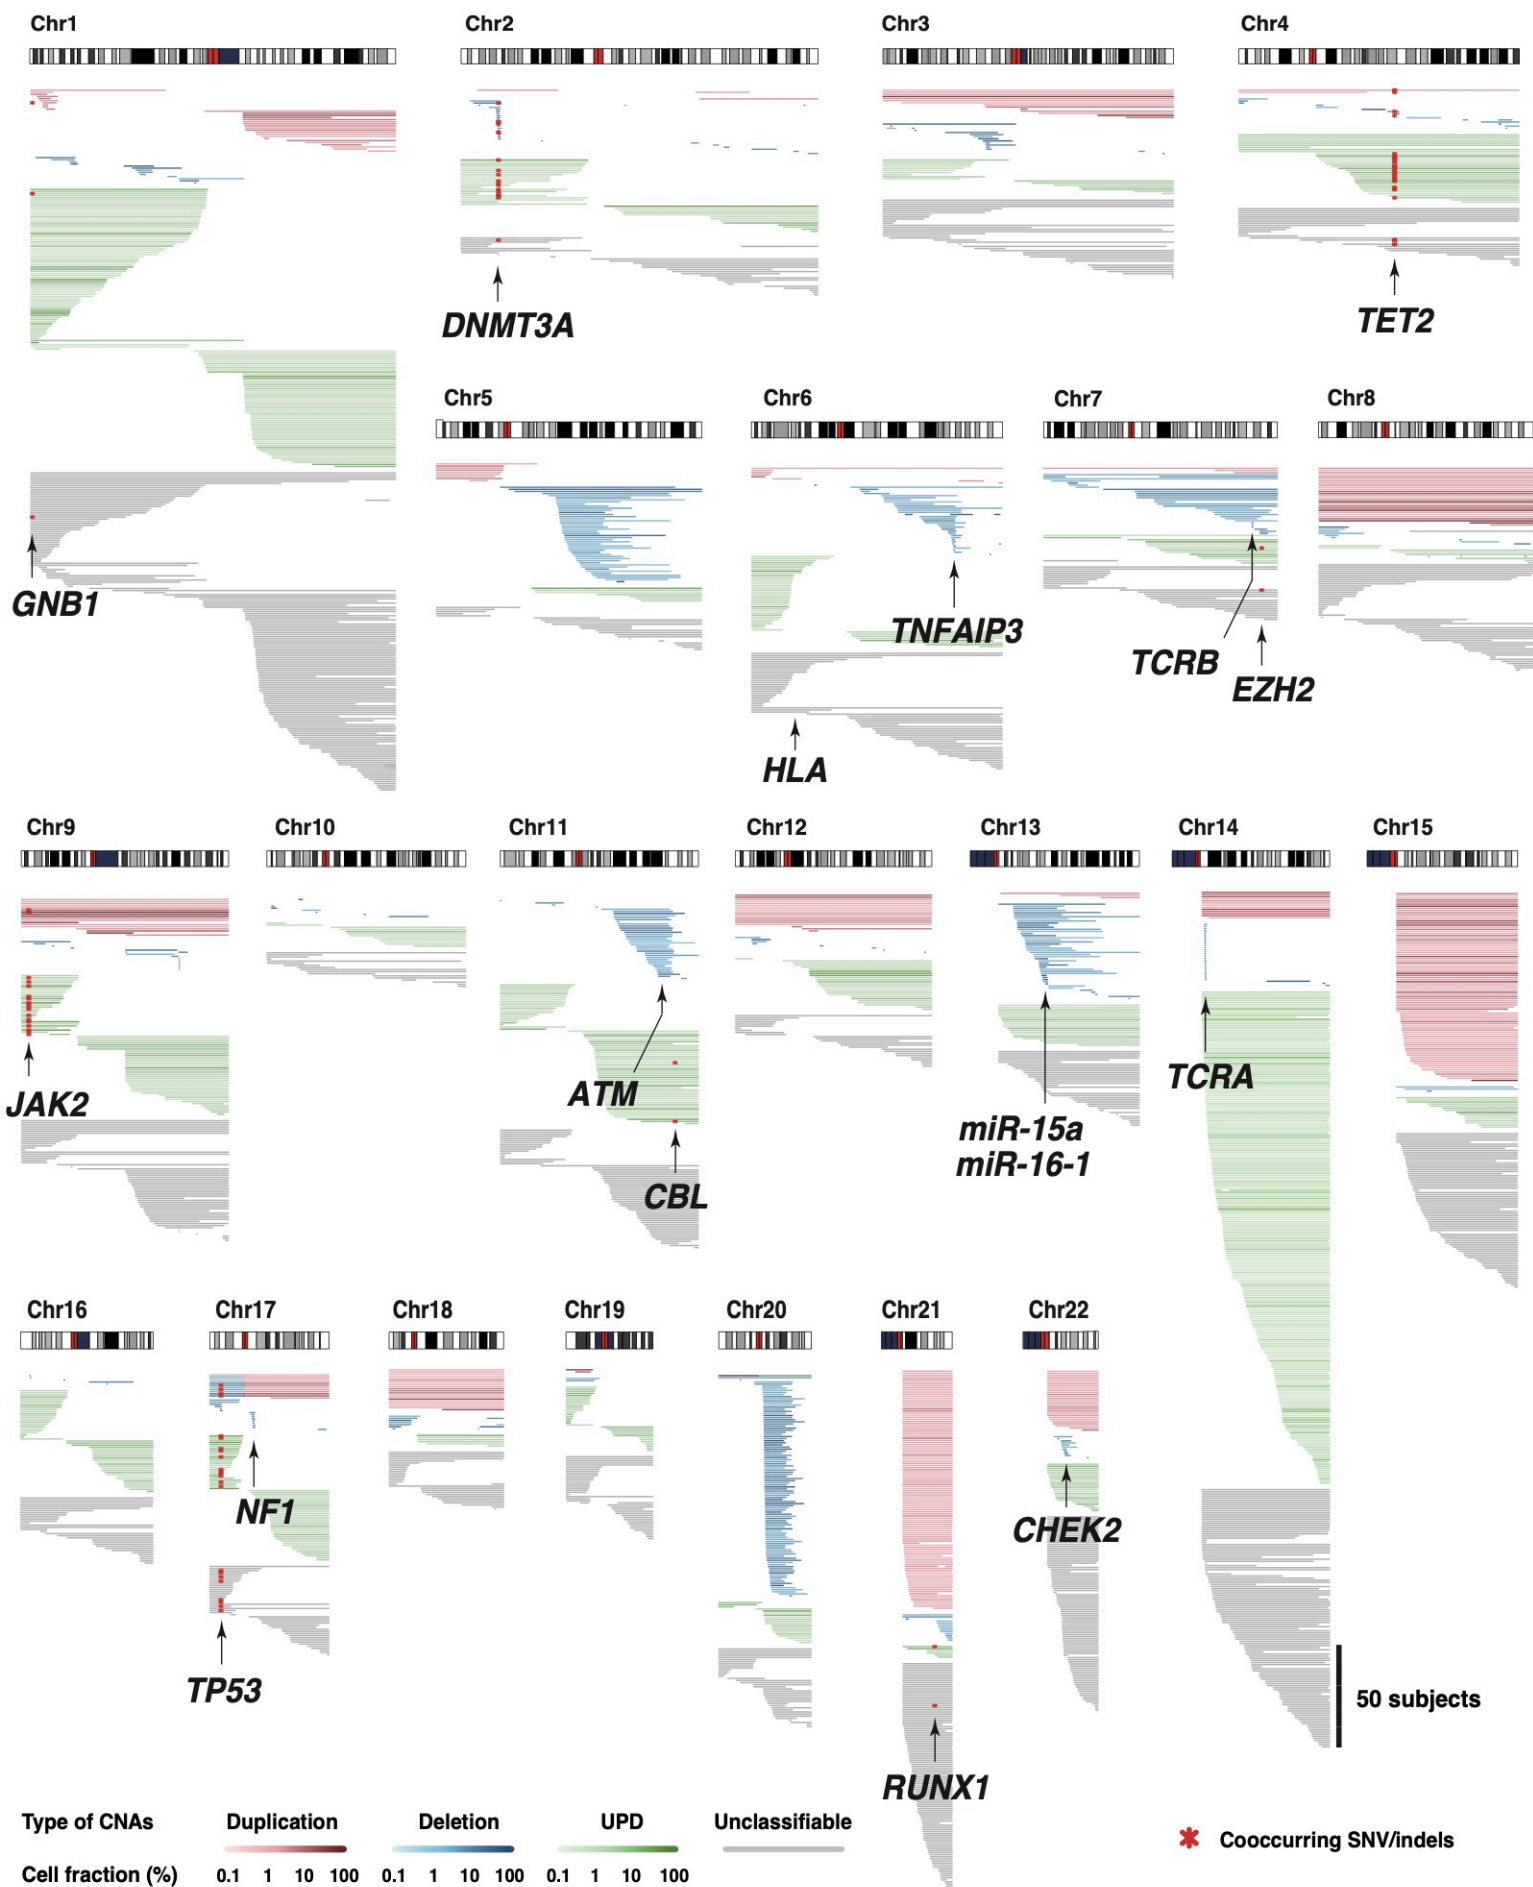 Chr1
Chr2
Chr3
Chr4
DNMT3A
TET2
Chr5
Chr6
Chr7
Chr8
GNB1
TNFAIP3
TCRB
EZH2
HLA
Chr9
Chr10
Chr11
Chr12
Chr13
Chr14
Chr15
JAK2
ATM
CBL
miR-15a
miR-16-1
TCRA
Chr16
Chr17
Chr18
Chr19
Chr20
Chr21
Chr22
NF1
CHEK2
TP53
RUNX1
50 subjects
Type of CNAs Duplication Deletion UPD Unclassifiable
Cell fraction (%) 0.1 1 10 100 0.1 1 10 100 0.1 1 10 100
Cooccurring SNV/indels